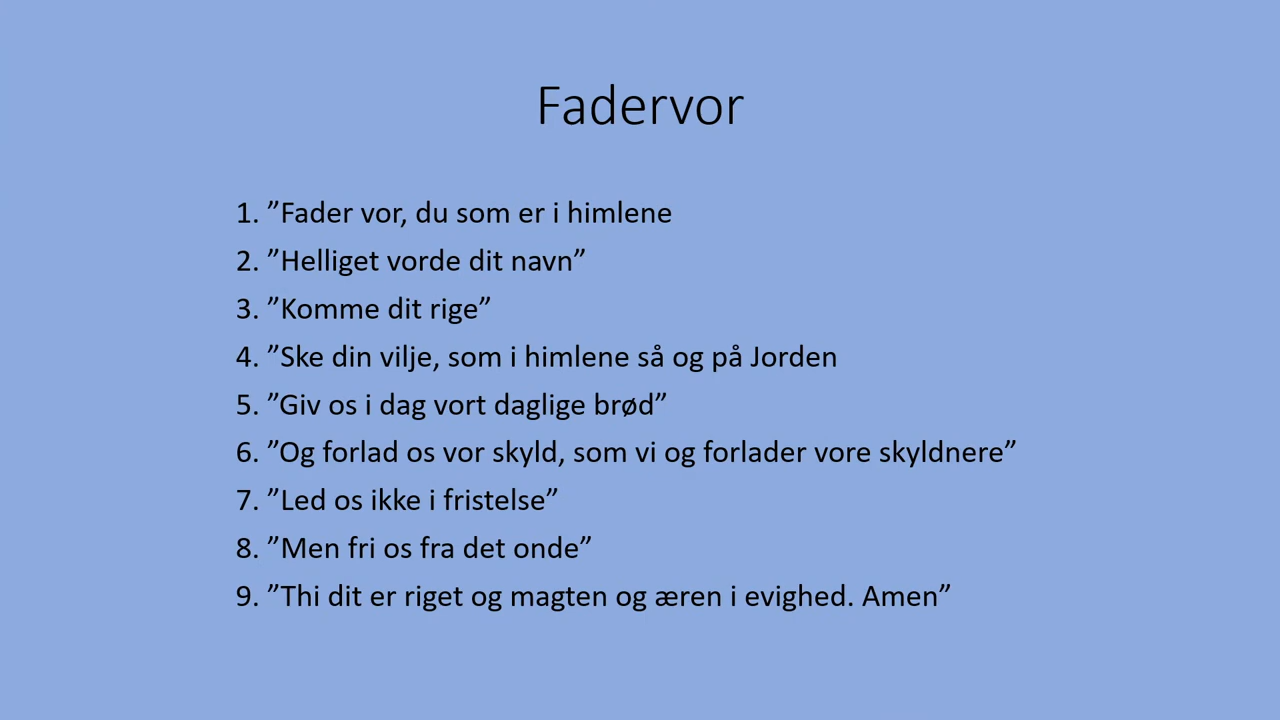 Fadervor
1. ”Fader vor, du som er i himlene
2. ”Helliget vorde dit navn”
3. ”Komme dit rige”
4. ”Ske din vilje, som i himlene så og på Jorden
5. ”Giv os i dag vort daglige brød”
6. ”Og forlad os vor skyld, som vi og forlader vore skyldnere”
7. ”Led os ikke i fristelse”
8. ”Men fri os fra det onde”
9. ”Thi dit er riget og magten og æren i evighed. Amen”